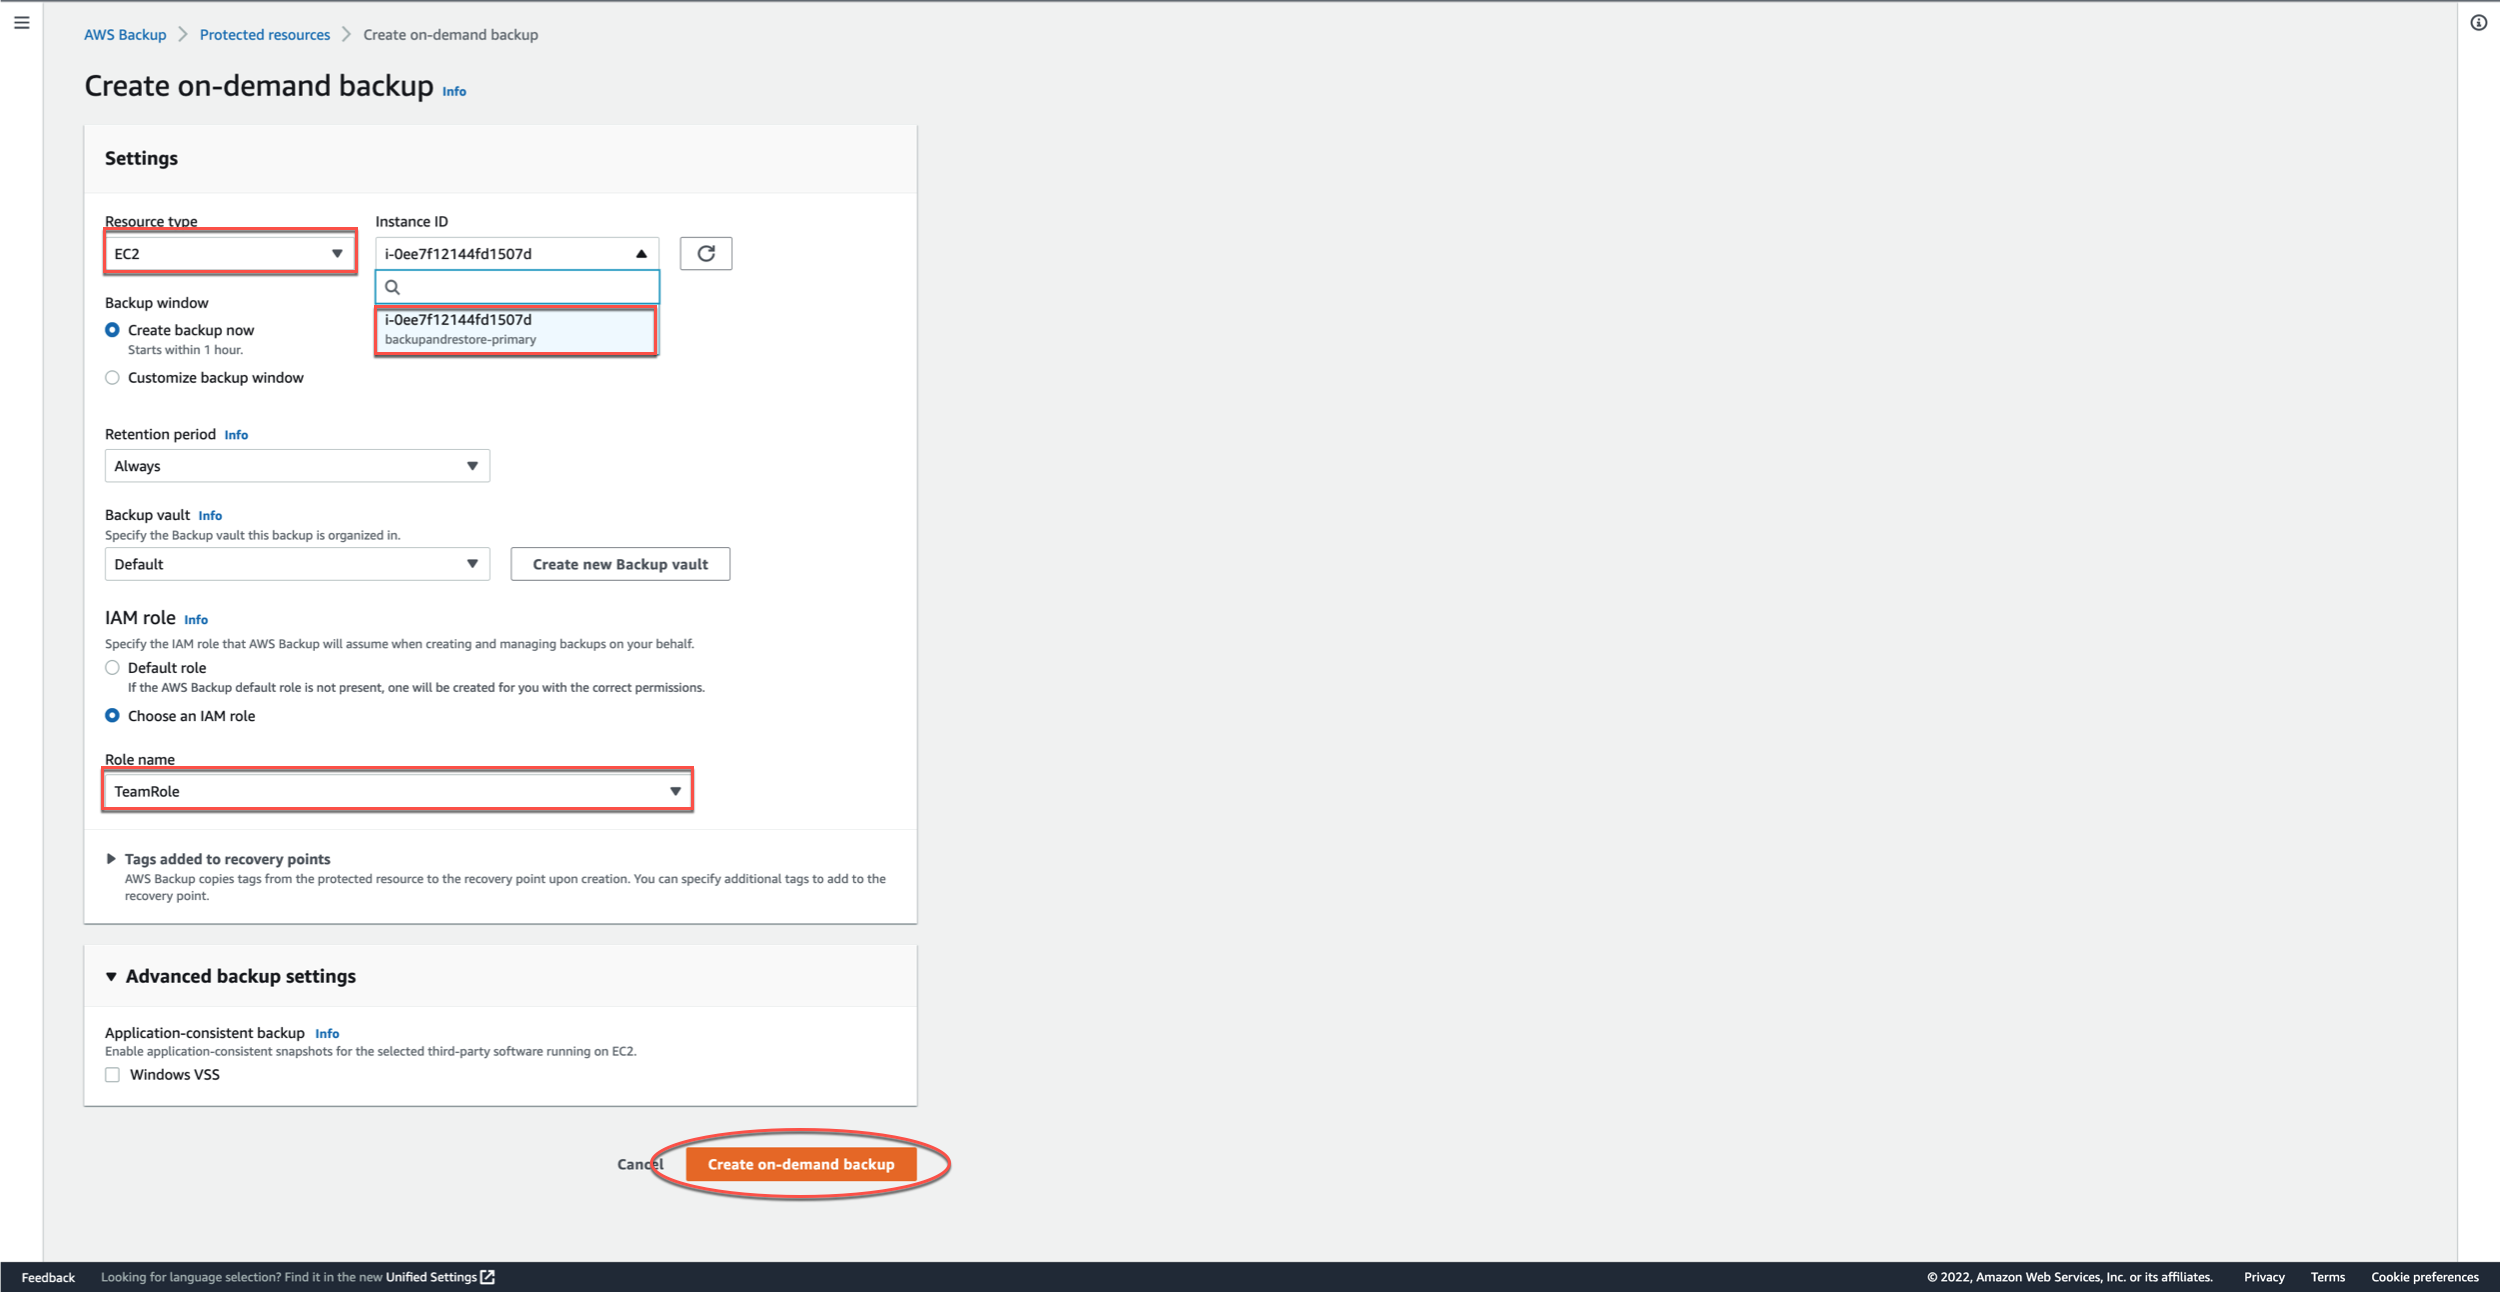 AWS Backup > Protected resources > Create on-demand backup
Create on-demand backup Info
Settings
Resource type Instance ID
EC2 i-0ee7f12144fd1507d
i-0ee7f12144fd1507d
backupandrestore-primary
Backup window
Create backup now
Starts within 1 hour.
Customize backup window
Retention period Info
Always
Backup vault Info
Specify the Backup vault this backup is organized in.
Default Create new Backup vault
IAM role Info
Specify the IAM role that AWS Backup will assume when creating and managing backups on your behalf.
Default role
If the AWS Backup default role is not present, one will be created for you with the correct permissions.
Choose an IAM role
Role name
TeamRole
Tags added to recovery points
AWS Backup copies tags from the protected resource to the recovery point upon creation. You can specify additional tags to add to the
recovery point.
Advanced backup settings
Application-consistent backup Info
Enable application-consistent snapshots for the selected third-party software running on EC2.
Windows VSS
Cancel Create on-demand backup
Feedback Looking for language selection? Find it in the new Unified Settings © 2022, Amazon Web Services, Inc. or its affiliates. Privacy Terms Cookie preferences